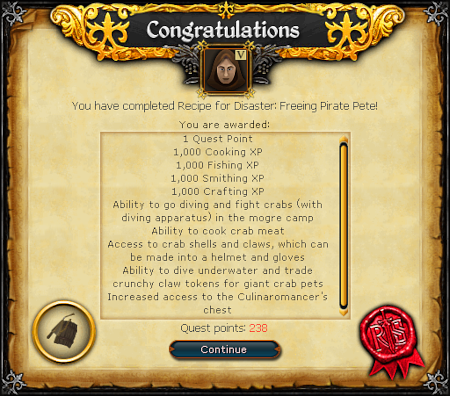 Congratulations
V
You have completed Recipe for Disaster: Freeing Pirate Pete!
You are awarded:
1 Quest Point
1,000 Cooking XP
1,000 Fishing XP
1,000 Smithing XP
1,000 Crafting XP
Ability to go diving and fight crabs (with
diving apparatus) in the mogre camp
Ability to cook crab meat
Access to crab shells and claws, which can
be made into a helmet and gloves
Ability to dive underwater and trade
crunchy claw tokens for giant crab pets
Increased access to the Culinaromancer's
chest
Quest points: 238
Continue